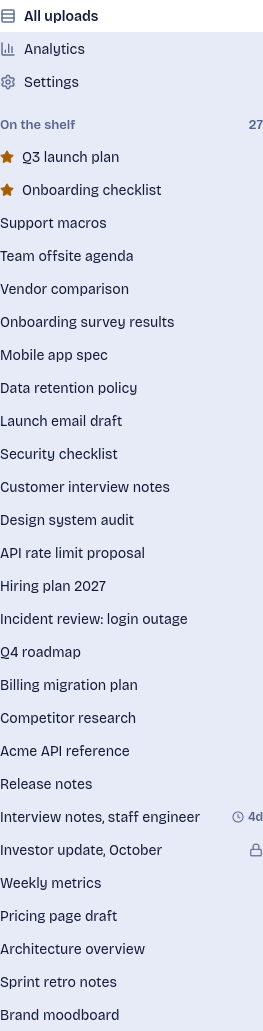 All uploads
Analytics
Settings
On the shelf 27
Q3 launch plan
Onboarding checklist
Support macros
Team offsite agenda
Vendor comparison
Onboarding survey results
Mobile app spec
Data retention policy
Launch email draft
Security checklist
Customer interview notes
Design system audit
API rate limit proposal
Hiring plan 2027
Incident review: login outage
Q4 roadmap
Billing migration plan
Competitor research
Acme API reference
Release notes
Interview notes, staff engineer 4d
Investor update, October
Weekly metrics
Pricing page draft
Architecture overview
Sprint retro notes
Brand moodboard